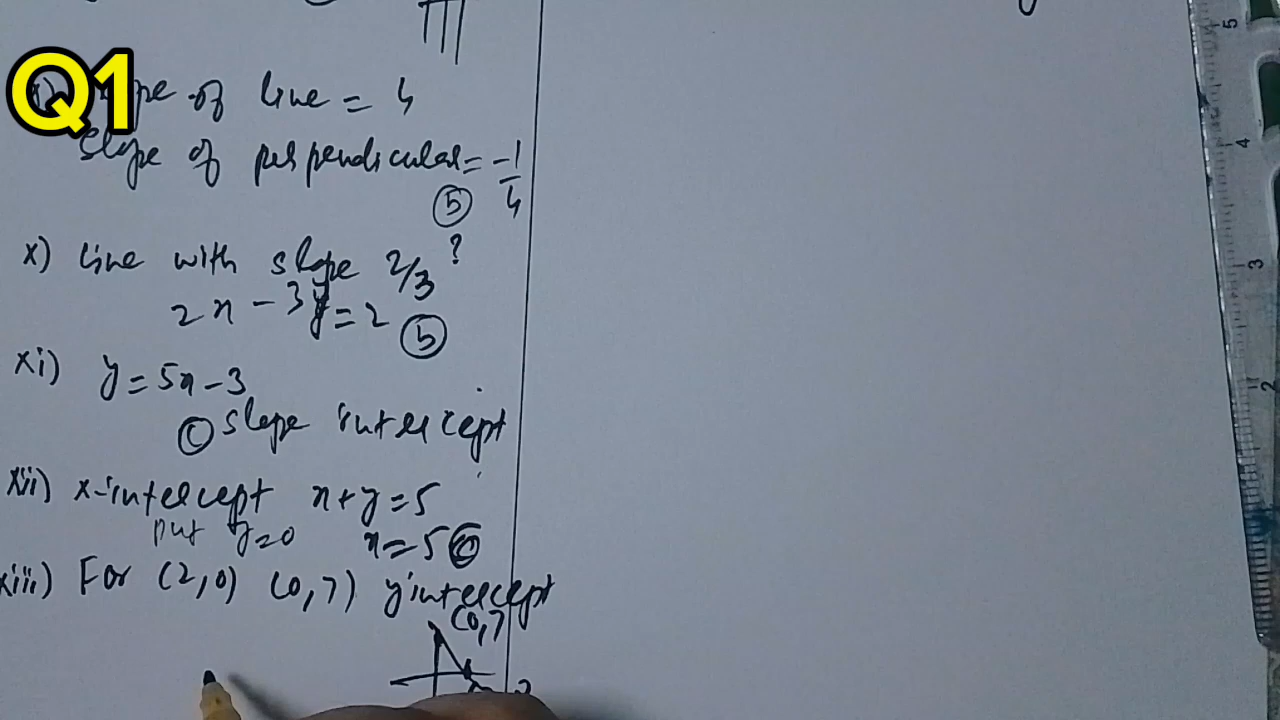 Q1
slope of line = 4
slope of perpendicular = -1/4
ⓑ
x) line with slope 2/3 ?
2x - 3y = 2 ⓑ
xi) y = 5x - 3
ⓒ slope intercept
xii) x-intercept x + y = 5
put y = 0 x = 5 ⓒ
xiii) For (2,0) (0,7) y intercept
(0,7